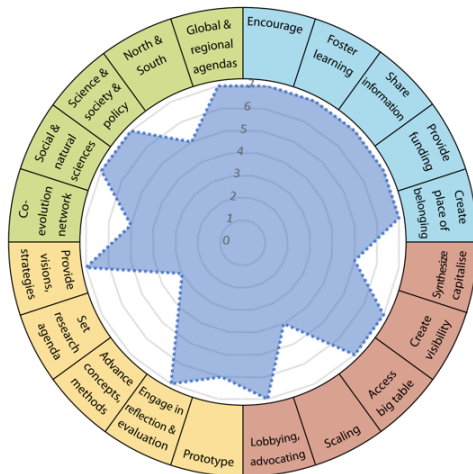 Encourage
Foster
learning
Share
information
Provide
funding
Create
place of
belonging
Synthesize
capitalise
Create
visibility
Access
big table
Scaling
Lobbying,
advocating
Prototype
Engage in
reflection &
evaluation
Advance
concepts,
methods
Set
research
agenda
Provide
visions,
strategies
Co-
evolution
network
Social &
natural
sciences
Science &
society &
policy
North &
South
Global &
regional
agendas
7
6
5
4
3
2
1
0